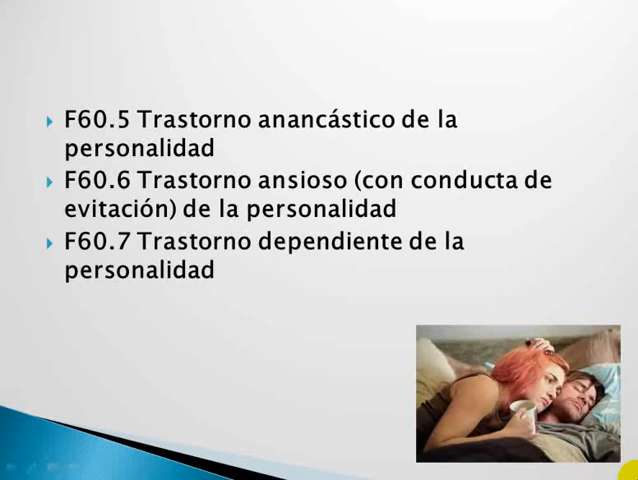 F60.5 Trastorno anancástico de la
personalidad
F60.6 Trastorno ansioso (con conducta de
evitación) de la personalidad
F60.7 Trastorno dependiente de la
personalidad